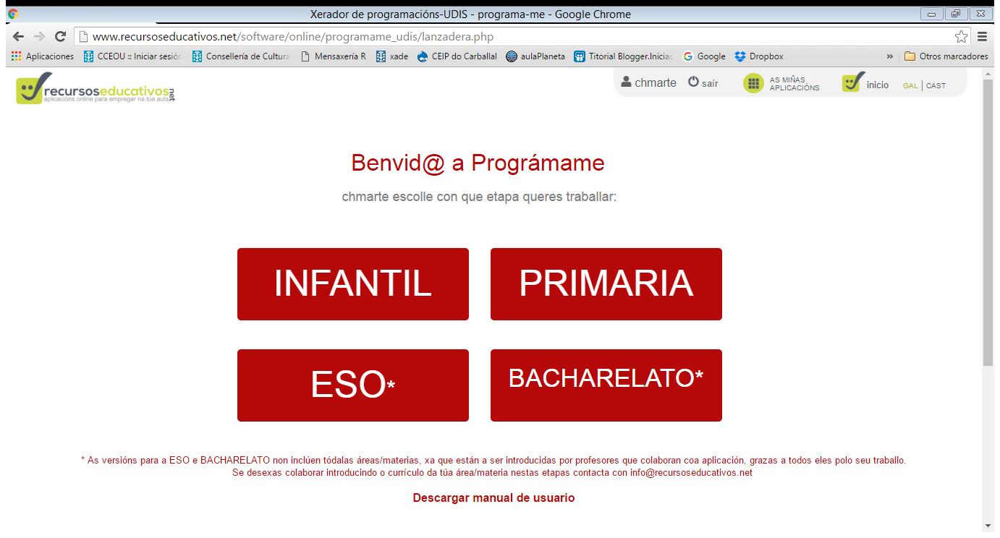 Xerador de programacións-UDIS - programa-me - Google Chrome
www.recursoseducativos.net/software/online/programame_udis/lanzadera.php
Aplicaciones CCEOU :: Iniciar sesión Consellería de Cultura Mensaxería R xade CEIP do Carballal aulaPlaneta Titorial Blogger.Iniciac Google Dropbox » Otros marcadores
recursoseducativos.net
aplicacións online para empregar na túa aula
chmarte saír AS MIÑAS APLICACIÓNS inicio GAL | CAST
Benvid@ a Prográmame
chmarte escolle con que etapa queres traballar:
INFANTIL PRIMARIA
ESO* BACHARELATO*
* As versións para a ESO e BACHARELATO non inclúen tódalas áreas/materias, xa que están a ser introducidas por profesores que colaboran coa aplicación, grazas a todos eles polo seu traballo.
Se desexas colaborar introducindo o currículo da túa área/materia nestas etapas contacta con info@recursoseducativos.net
Descargar manual de usuario